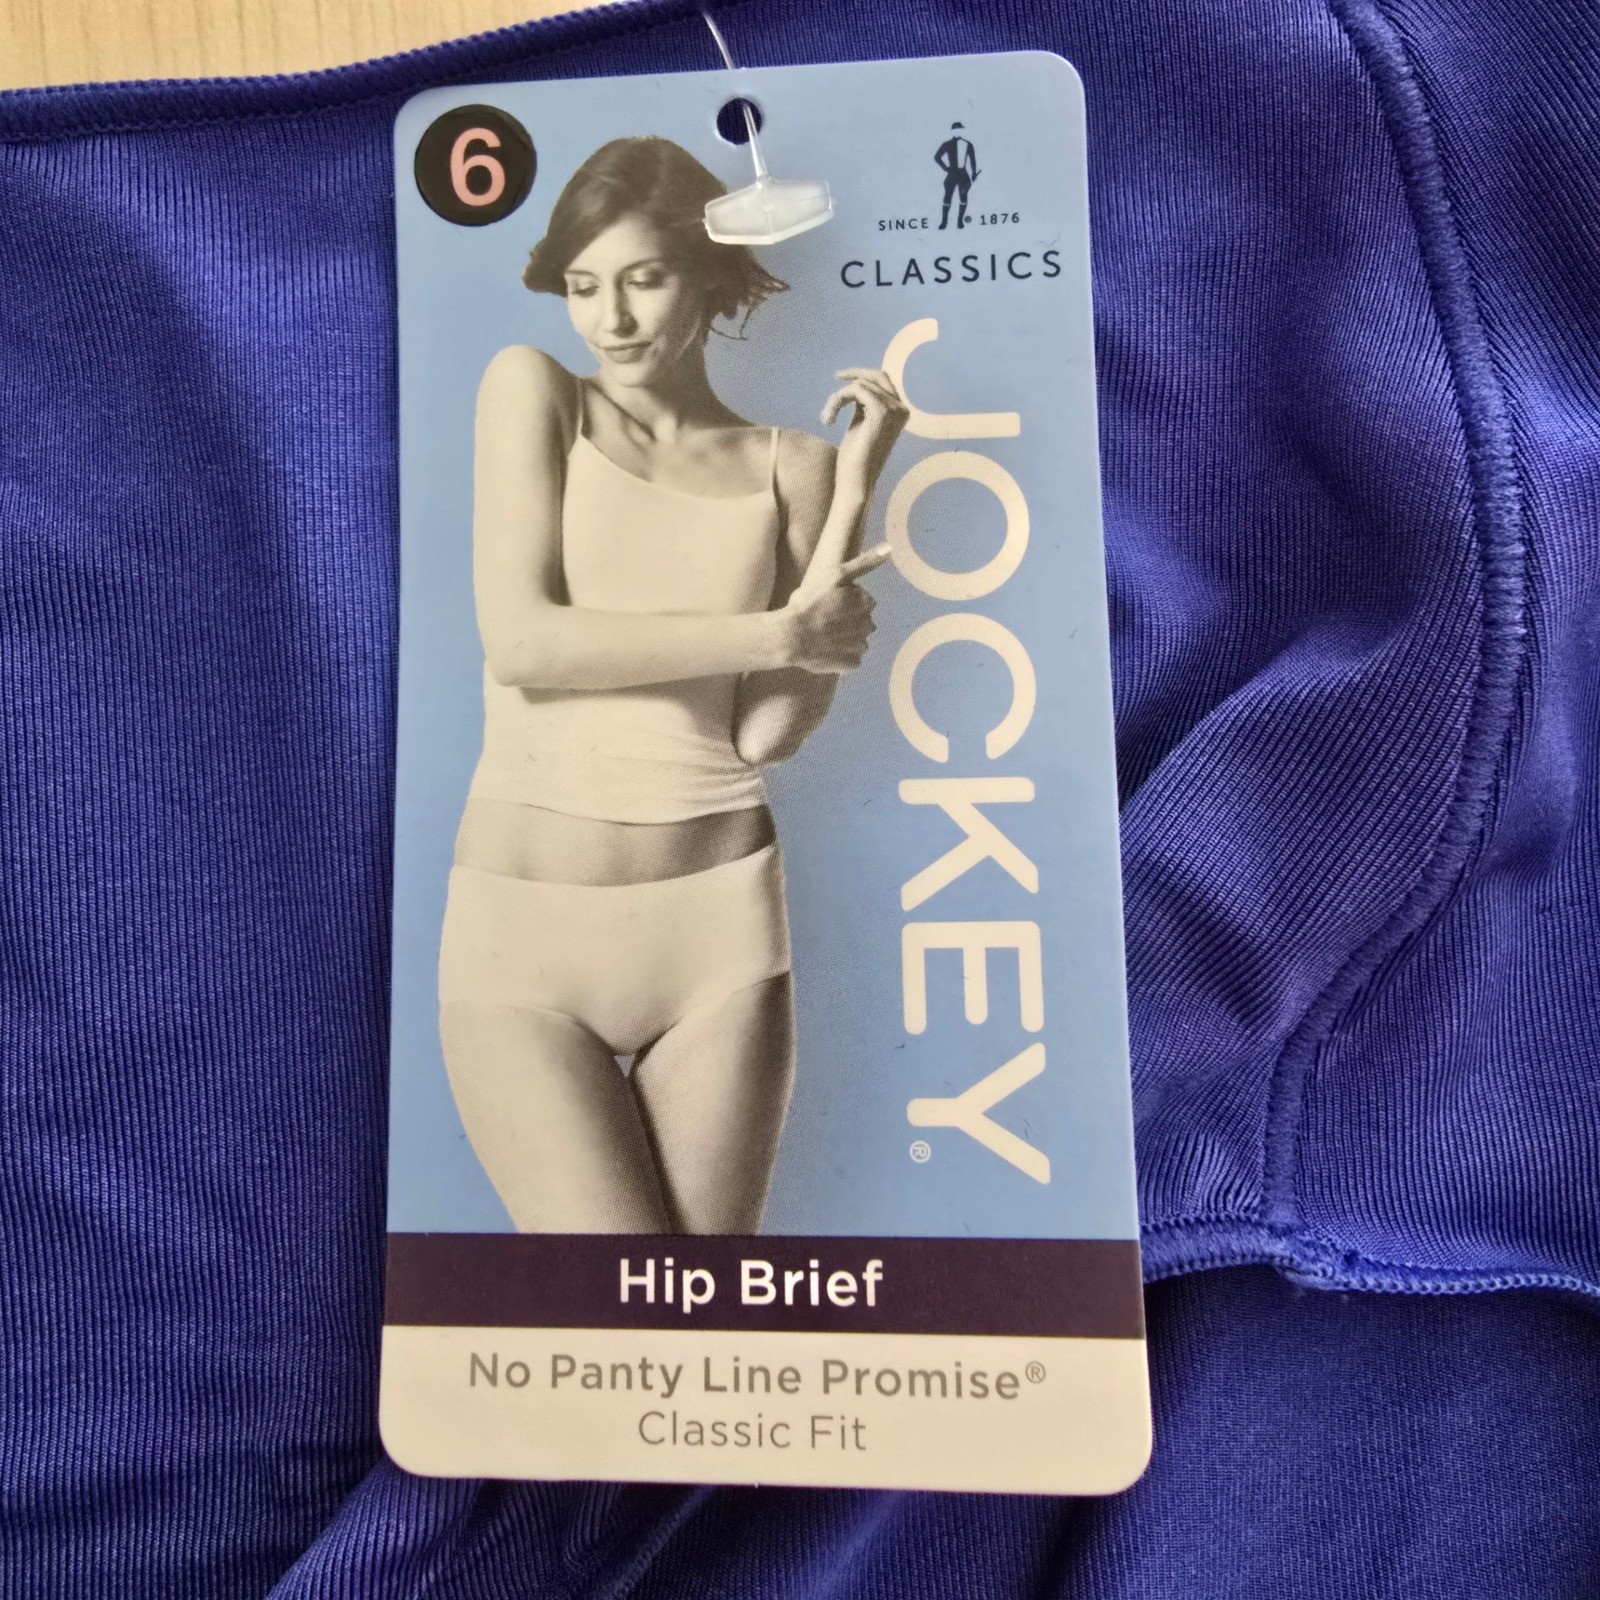 6
SINCE ® 1876
CLASSICS
JOCKEY®
Hip Brief
No Panty Line Promise®
Classic Fit